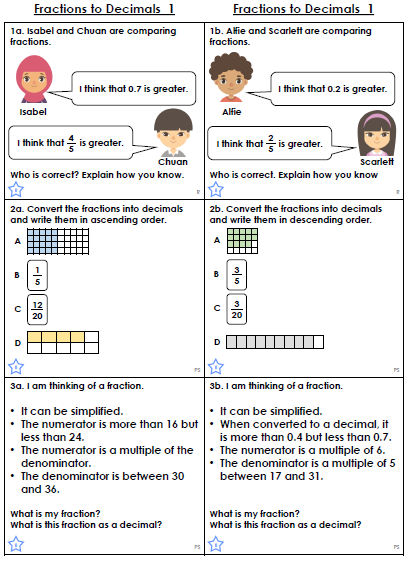 Fractions to Decimals 1
Fractions to Decimals 1
1a. Isabel and Chuan are comparing
fractions.
I think that 0.7 is greater.
Isabel
I think that 4/5 is greater.
Chuan
Who is correct? Explain how you know.
R
1b. Alfie and Scarlett are comparing
fractions.
I think that 0.2 is greater.
Alfie
I think that 2/5 is greater.
Scarlett
Who is correct. Explain how you know
R
2a. Convert the fractions into decimals
and write them in ascending order.
A
B 1/5
C 12/20
D
PS
2b. Convert the fractions into decimals
and write them in descending order.
A
B 3/5
C 3/20
D
PS
3a. I am thinking of a fraction.
• It can be simplified.
• The numerator is more than 16 but
less than 24.
• The numerator is a multiple of the
denominator.
• The denominator is between 30
and 36.
What is my fraction?
What is this fraction as a decimal?
PS
3b. I am thinking of a fraction.
• It can be simplified.
• When converted to a decimal, it
is more than 0.4 but less than 0.7.
• The numerator is a multiple of 6.
• The denominator is a multiple of 5
between 17 and 31.
What is my fraction?
What is this fraction as a decimal?
PS